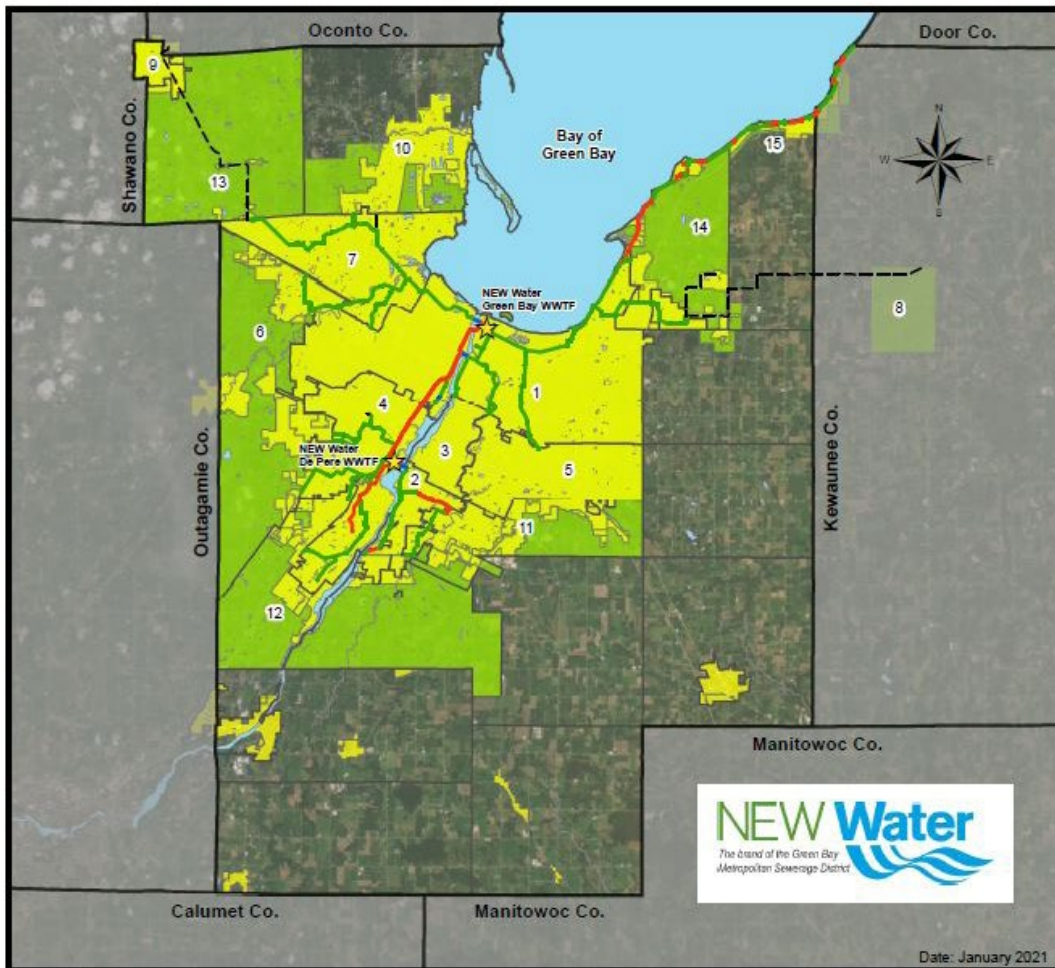 Oconto Co.
Door Co.
9
Shawano Co.
10
Bay of
Green Bay
15
N
W
E
S
13
14
7
NEW Water
Green Bay WWTF
6
8
1
4
Outagamie Co.
NEW Water
De Pere WWTF
3
5
2
Kewaunee Co.
11
12
Manitowoc Co.
NEW Water
The brand of the Green Bay
Metropolitan Sewerage District
Calumet Co.
Manitowoc Co.
Date: January 2021